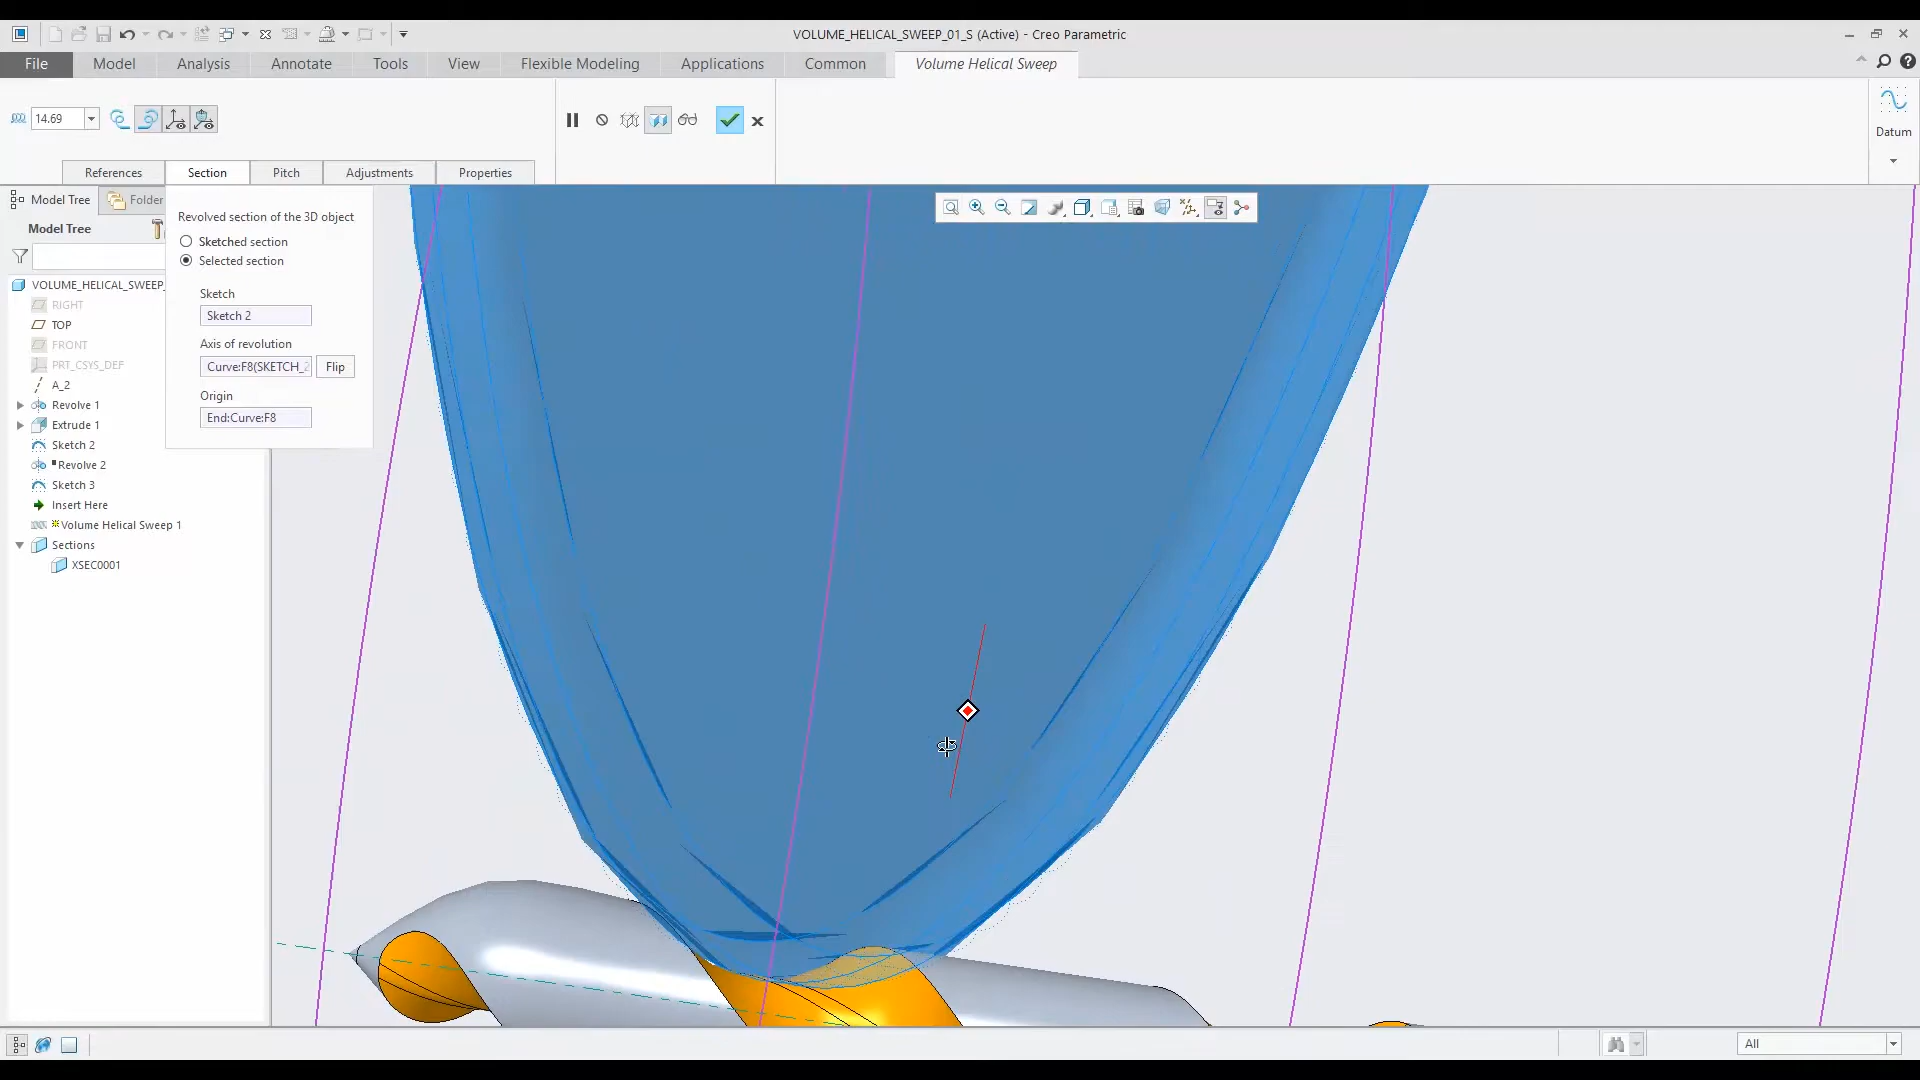 VOLUME_HELICAL_SWEEP_01_S (Active) - Creo Parametric
File
Model
Analysis
Annotate
Tools
View
Flexible Modeling
Applications
Common
Volume Helical Sweep
14.69
Datum
References
Section
Pitch
Adjustments
Properties
Model Tree
Folder
Model Tree
Revolved section of the 3D object
Sketched section
Selected section
Sketch
Sketch 2
Axis of revolution
Curve:F8(SKETCH_2
Flip
Origin
End:Curve:F8
VOLUME_HELICAL_SWEEP_
RIGHT
TOP
FRONT
PRT_CSYS_DEF
A_2
Revolve 1
Extrude 1
Sketch 2
Revolve 2
Sketch 3
Insert Here
Volume Helical Sweep 1
Sections
XSEC0001
All